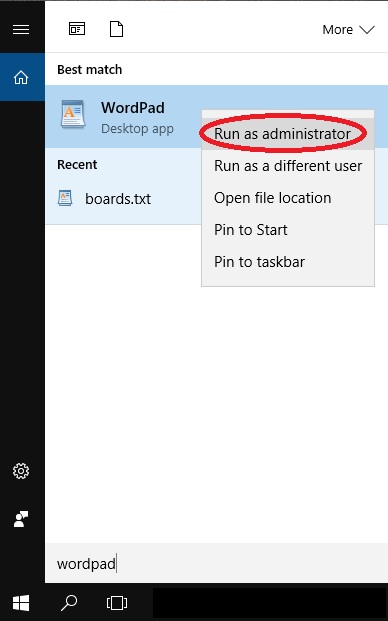 More
Best match
WordPad
Desktop app
Run as administrator
Run as a different user
Open file location
Pin to Start
Pin to taskbar
Recent
boards.txt
wordpad